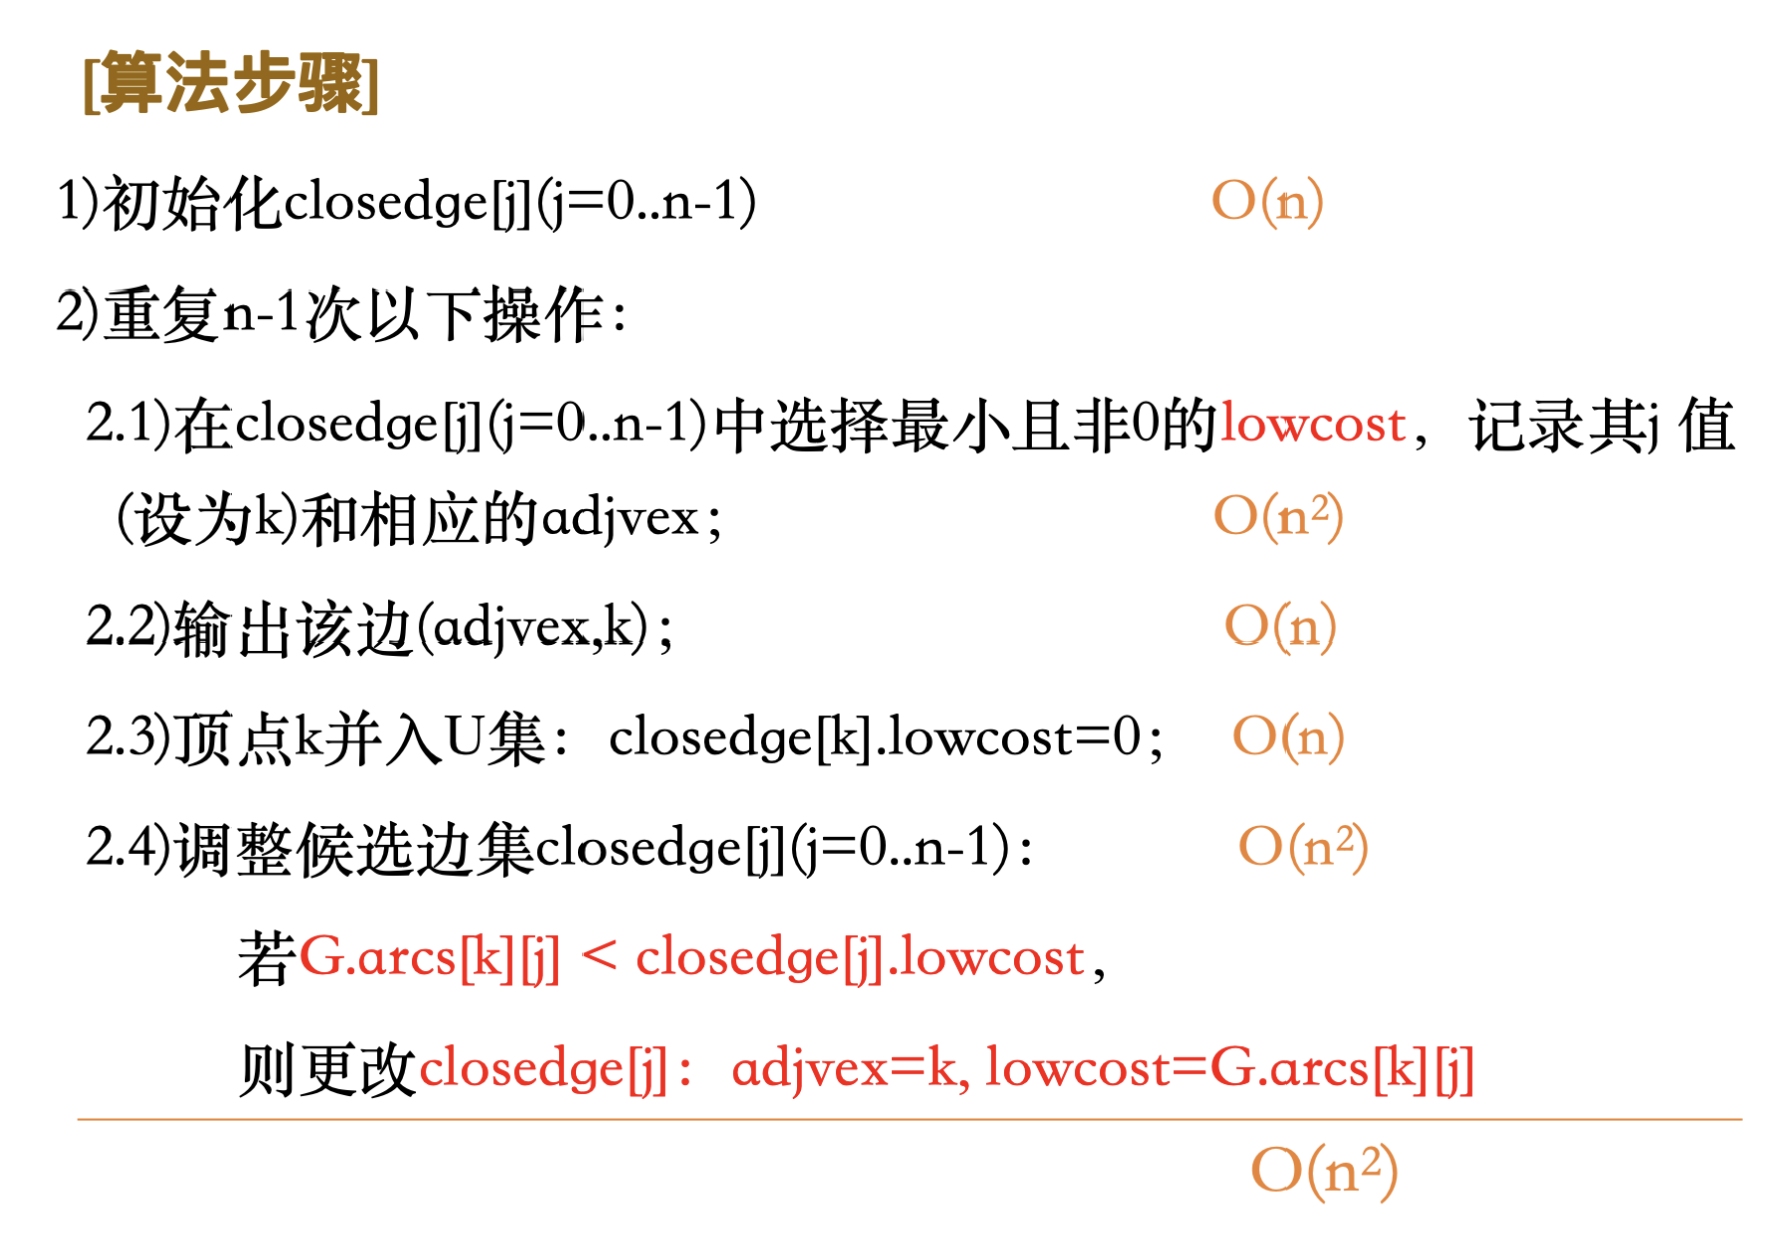 [算法步骤]
1)初始化closedge[j](j=0..n-1) O(n)
2)重复n-1次以下操作：
2.1)在closedge[j](j=0..n-1)中选择最小且非0的lowcost，记录其j 值
(设为k)和相应的adjvex； O(n²)
2.2)输出该边(adjvex,k)； O(n)
2.3)顶点k并入U集：closedge[k].lowcost=0； O(n)
2.4)调整候选边集closedge[j](j=0..n-1)： O(n²)
若G.arcs[k][j] < closedge[j].lowcost，
则更改closedge[j]：adjvex=k, lowcost=G.arcs[k][j]
O(n²)